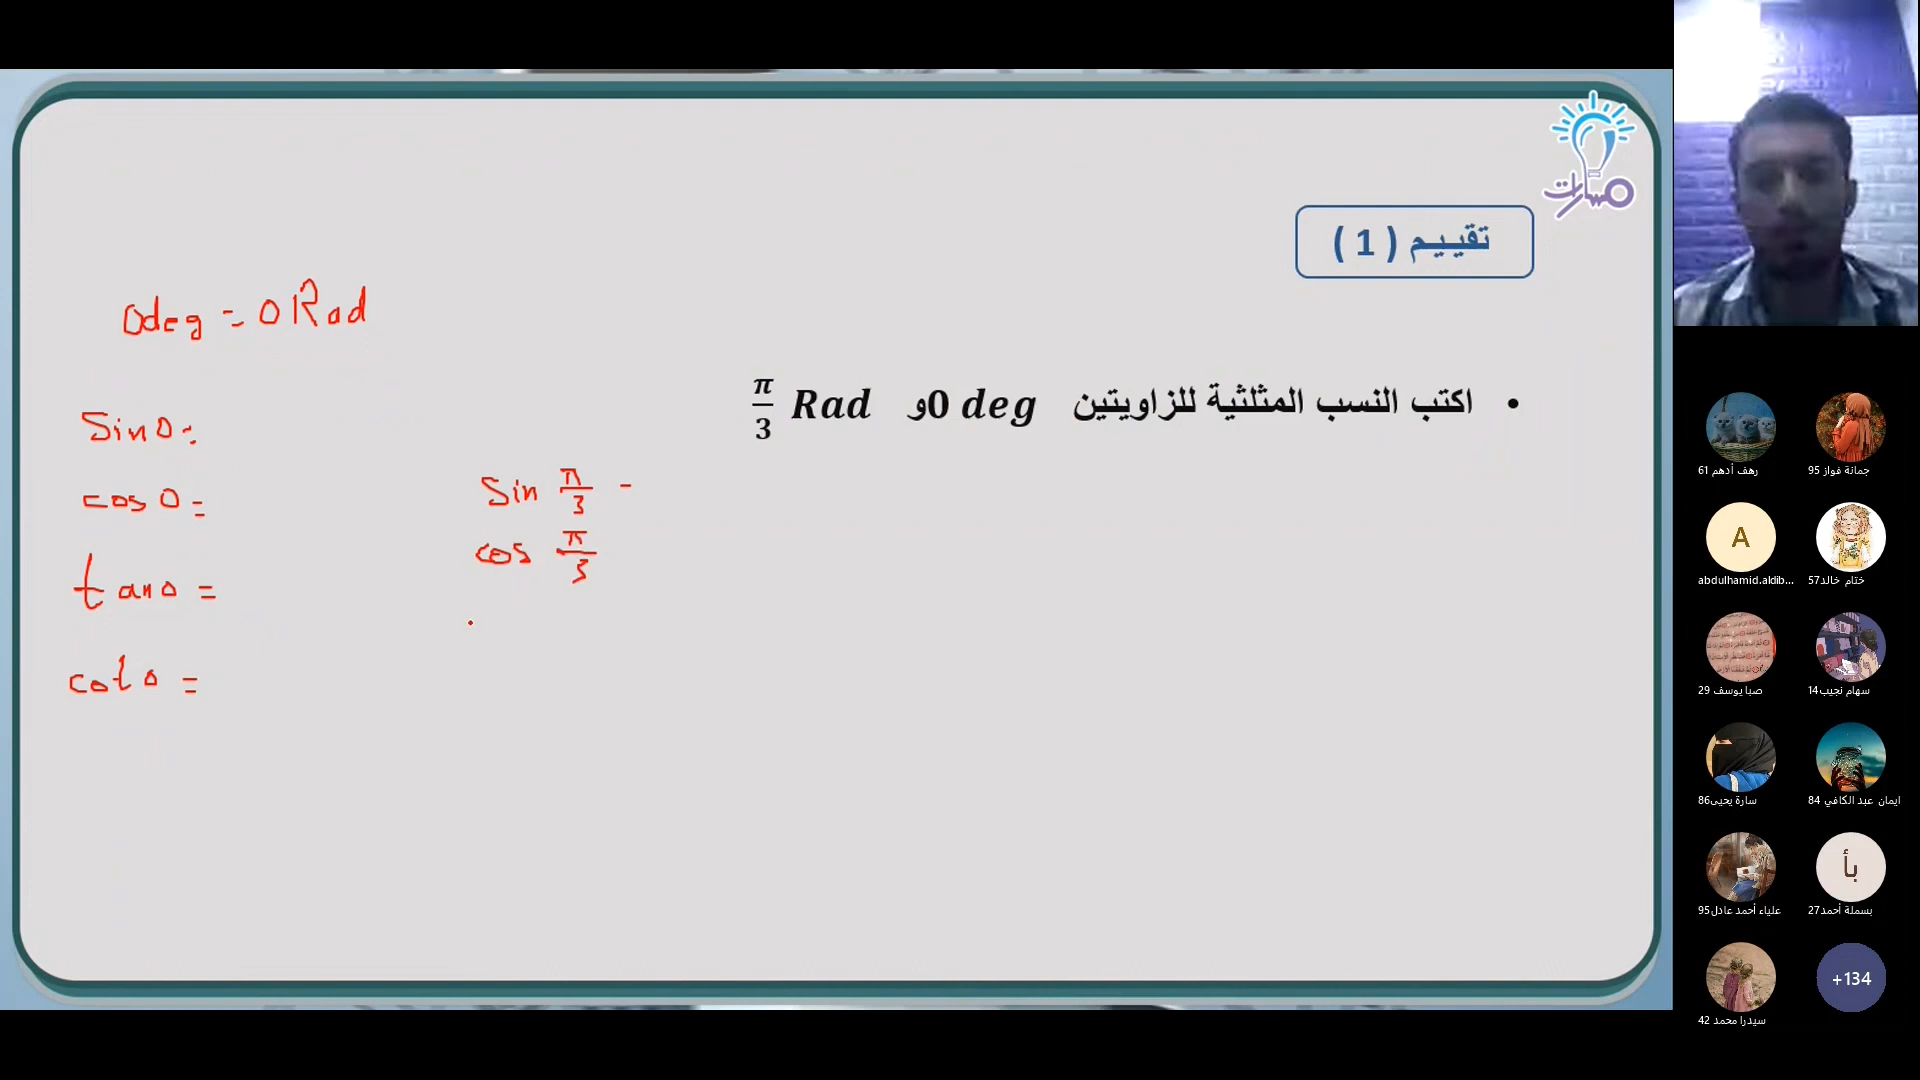 مسارات
تقييم ( 1 )
0deg = 0 Rad
• اكتب النسب المثلثية للزاويتين 0 deg و π/3 Rad
Sin 0 =
cos 0 =
tan 0 =
cot 0 =
Sin π/3 -
cos π/3
رهف أدهم 61
جمانة فواز 95
A
abdulhamid.aldib...
ختام خالد57
صبا يوسف 29
سهام نجيب14
سارة يحيى86
ايمان عبد الكافي 84
بأ
علياء أحمد عادل95
بسملة أحمد27
+134
سيدرا محمد 42